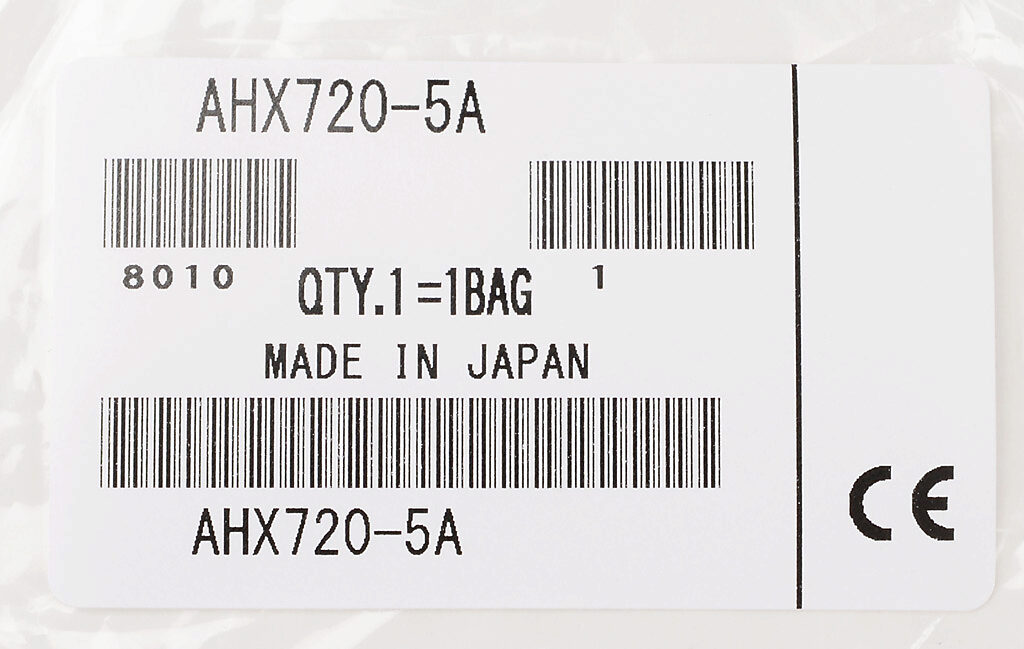 AHX720-5A
8010
1
QTY.1=1BAG
MADE IN JAPAN
AHX720-5A
CE